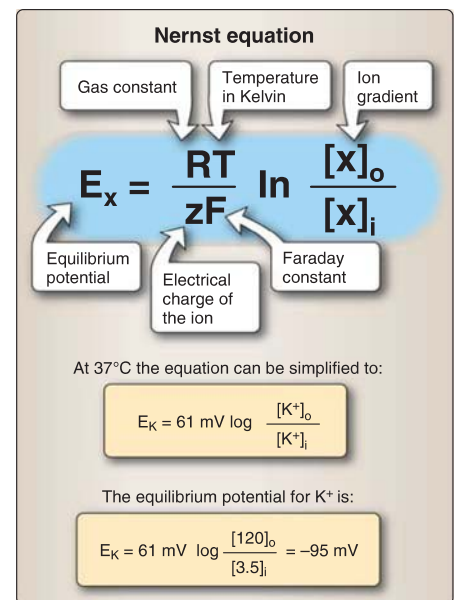 Nernst equation
Gas constant
Temperature
in Kelvin
Ion
gradient
Eₓ = RT/zF ln [x]ₒ/[x]ᵢ
Equilibrium
potential
Electrical
charge of
the ion
Faraday
constant
At 37°C the equation can be simplified to:
E_K = 61 mV log [K⁺]ₒ/[K⁺]ᵢ
The equilibrium potential for K⁺ is:
E_K = 61 mV log [120]ₒ/[3.5]ᵢ = –95 mV